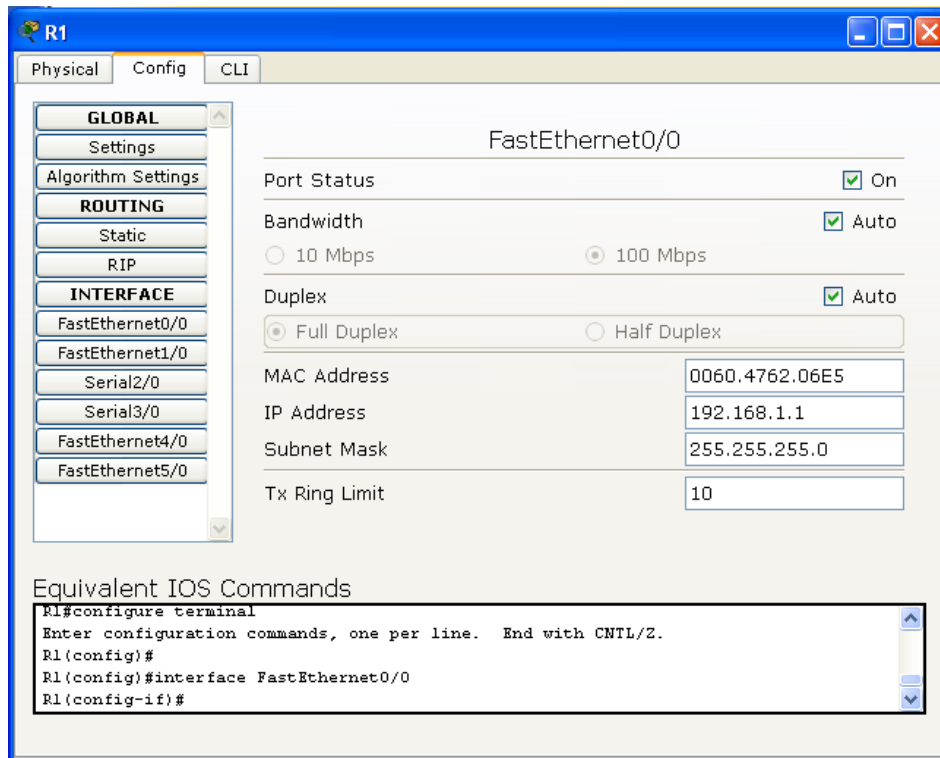 R1
Physical Config CLI
GLOBAL
Settings
Algorithm Settings
ROUTING
Static
RIP
INTERFACE
FastEthernet0/0
FastEthernet1/0
Serial2/0
Serial3/0
FastEthernet4/0
FastEthernet5/0
FastEthernet0/0
Port Status On
Bandwidth Auto
10 Mbps 100 Mbps
Duplex Auto
Full Duplex Half Duplex
MAC Address 0060.4762.06E5
IP Address 192.168.1.1
Subnet Mask 255.255.255.0
Tx Ring Limit 10
Equivalent IOS Commands
R1#configure terminal
Enter configuration commands, one per line.  End with CNTL/Z.
R1(config)#
R1(config)#interface FastEthernet0/0
R1(config-if)#